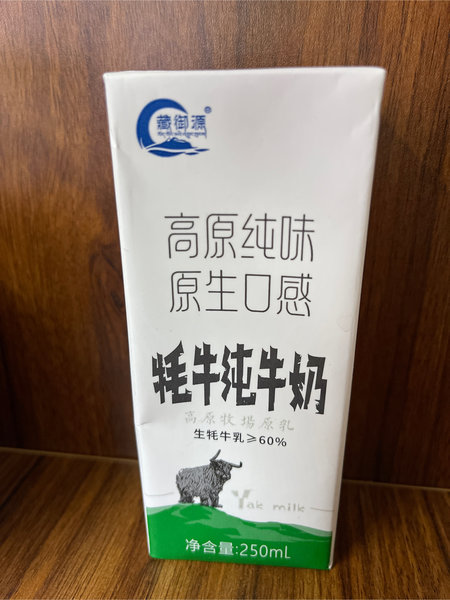 藏御源®
高原纯味
原生口感
牦牛纯牛奶
高原牧場原乳
生牦牛乳≥60%
Yak milk
净含量:250mL